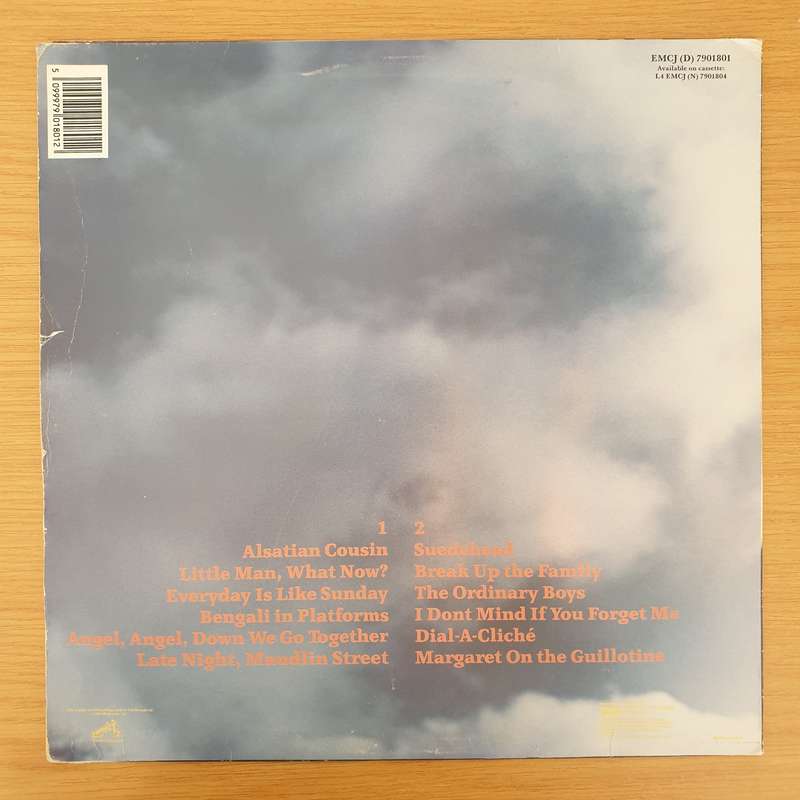 EMCJ (D) 7901801
Available on cassette:
L4 EMCJ (N) 7901804
5 099979 018012
1
Alsatian Cousin
Little Man, What Now?
Everyday Is Like Sunday
Bengali in Platforms
Angel, Angel, Down We Go Together
Late Night, Maudlin Street
2
Suedehead
Break Up the Family
The Ordinary Boys
I Dont Mind If You Forget Me
Dial-A-Cliché
Margaret On the Guillotine